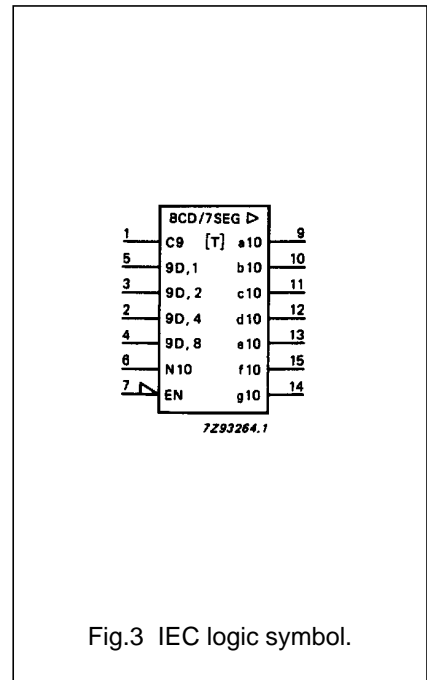 BCD/7SEG ▷
1 C9 [T] a10 9
5 9D,1 b10 10
3 9D,2 c10 11
2 9D,4 d10 12
4 9D,8 e10 13
6 N10 f10 15
7 EN g10 14
7Z93264.1
Fig.3 IEC logic symbol.